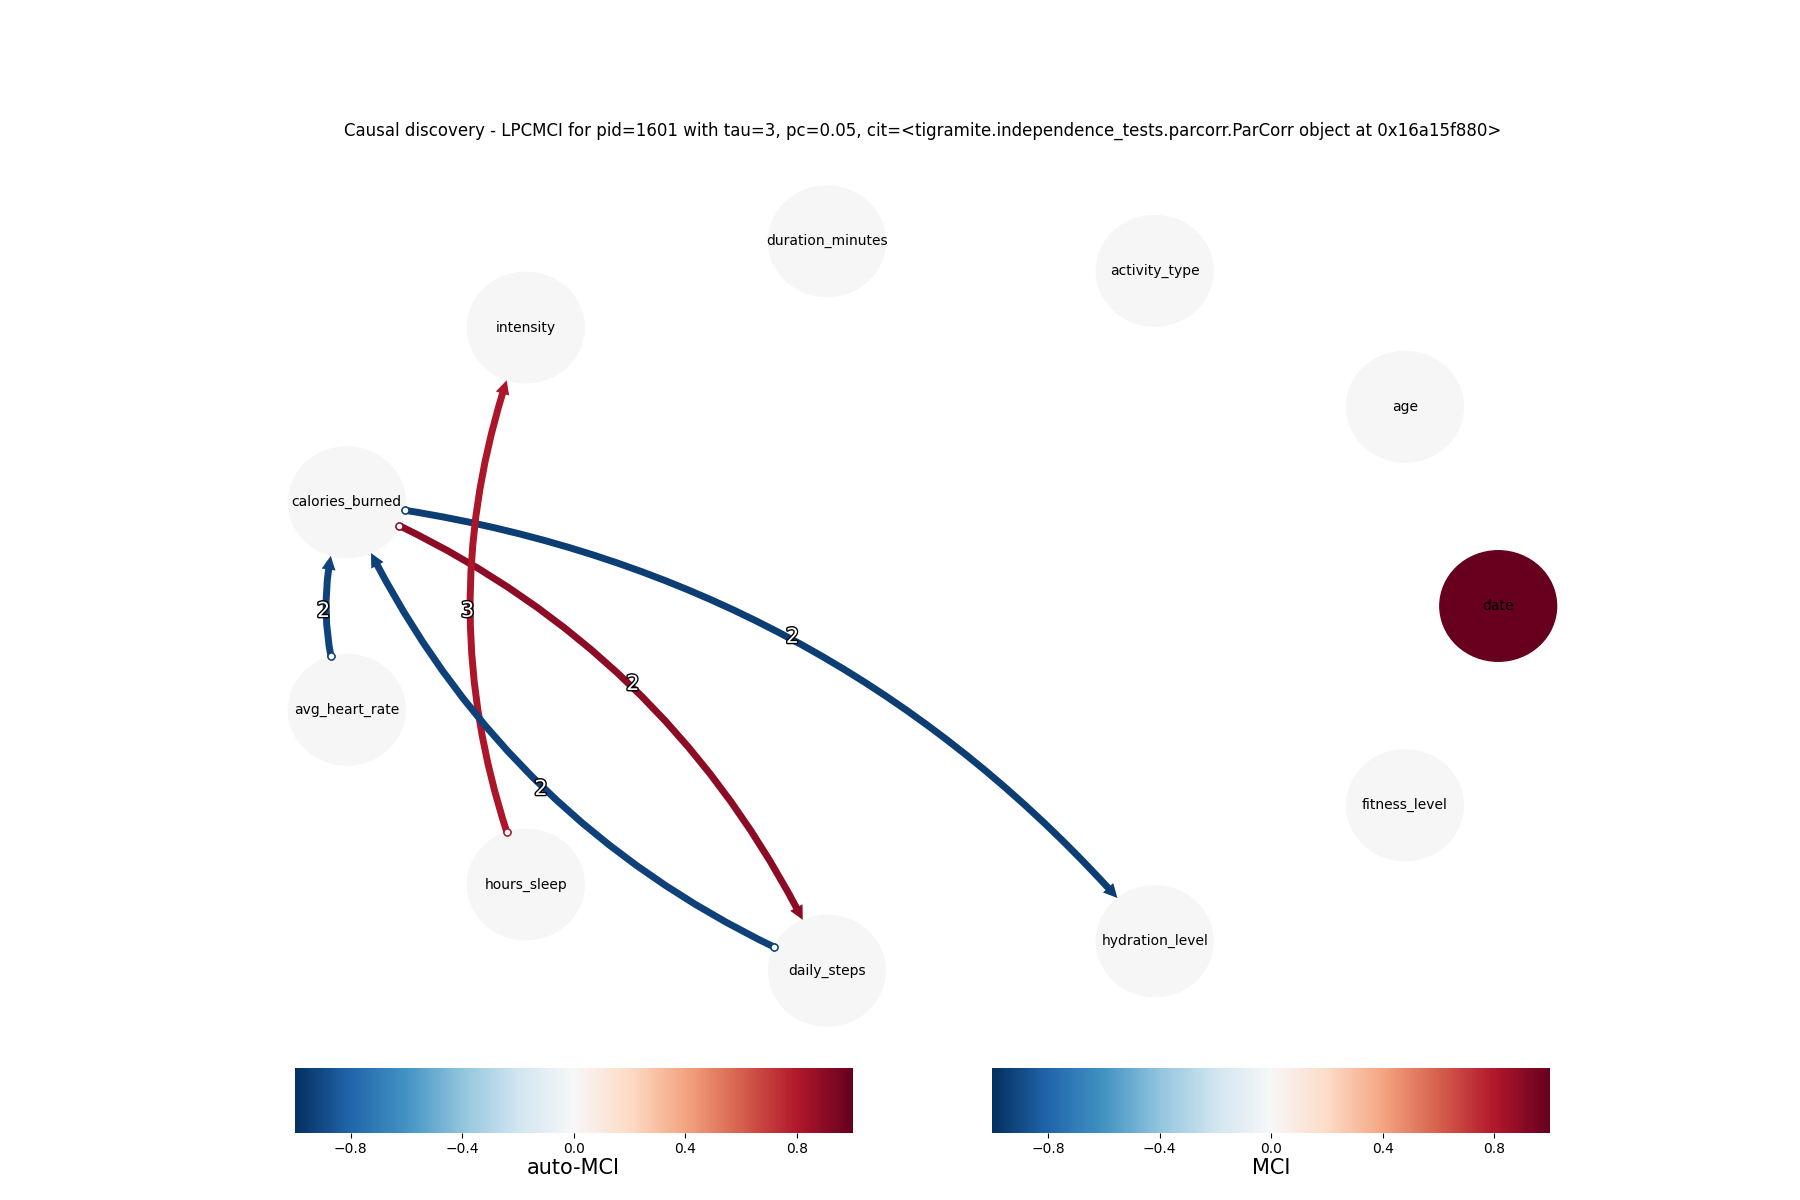 Causal discovery - LPCMCI for pid=1601 with tau=3, pc=0.05, cit=<tigramite.independence_tests.parcorr.ParCorr object at 0x16a15f880>
duration_minutes
activity_type
intensity
age
calories_burned
date
2
3
2
2
avg_heart_rate
2
fitness_level
hours_sleep
hydration_level
daily_steps
−0.8 −0.4 0.0 0.4 0.8
auto-MCI
−0.8 −0.4 0.0 0.4 0.8
MCI